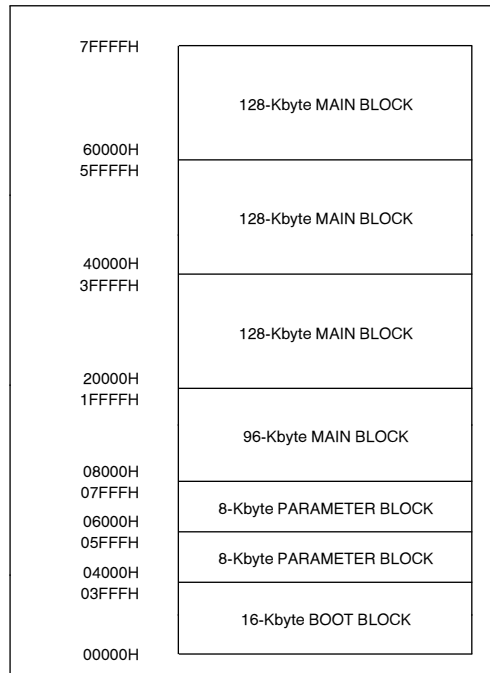 7FFFFH
128-Kbyte MAIN BLOCK
60000H
5FFFFH
128-Kbyte MAIN BLOCK
40000H
3FFFFH
128-Kbyte MAIN BLOCK
20000H
1FFFFH
96-Kbyte MAIN BLOCK
08000H
07FFFH
8-Kbyte PARAMETER BLOCK
06000H
05FFFH
8-Kbyte PARAMETER BLOCK
04000H
03FFFH
16-Kbyte BOOT BLOCK
00000H